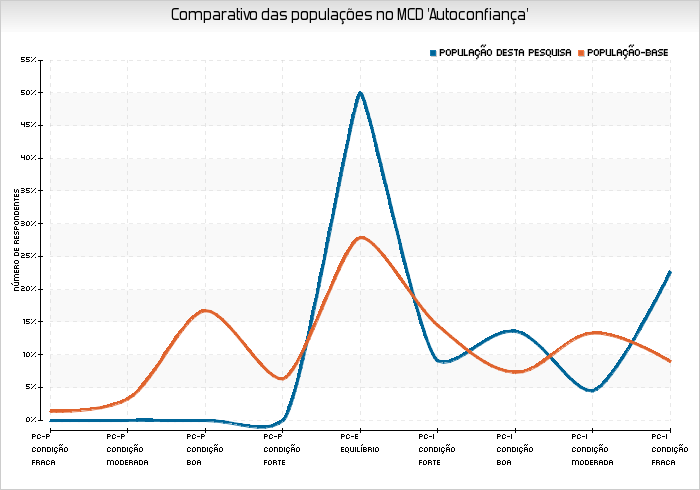 Comparativo das populações no MCD 'Autoconfiança'
POPULAÇÃO DESTA PESQUISA POPULAÇÃO-BASE
55%
50%
45%
40%
35%
30%
25%
20%
15%
10%
5%
0%
NÚMERO DE RESPONDENTES
PC-P PC-P PC-P PC-P PC-E PC-I PC-I PC-I PC-I
CONDIÇÃO CONDIÇÃO CONDIÇÃO CONDIÇÃO EQUILÍBRIO CONDIÇÃO CONDIÇÃO CONDIÇÃO CONDIÇÃO
FRACA MODERADA BOA FORTE FORTE BOA MODERADA FRACA